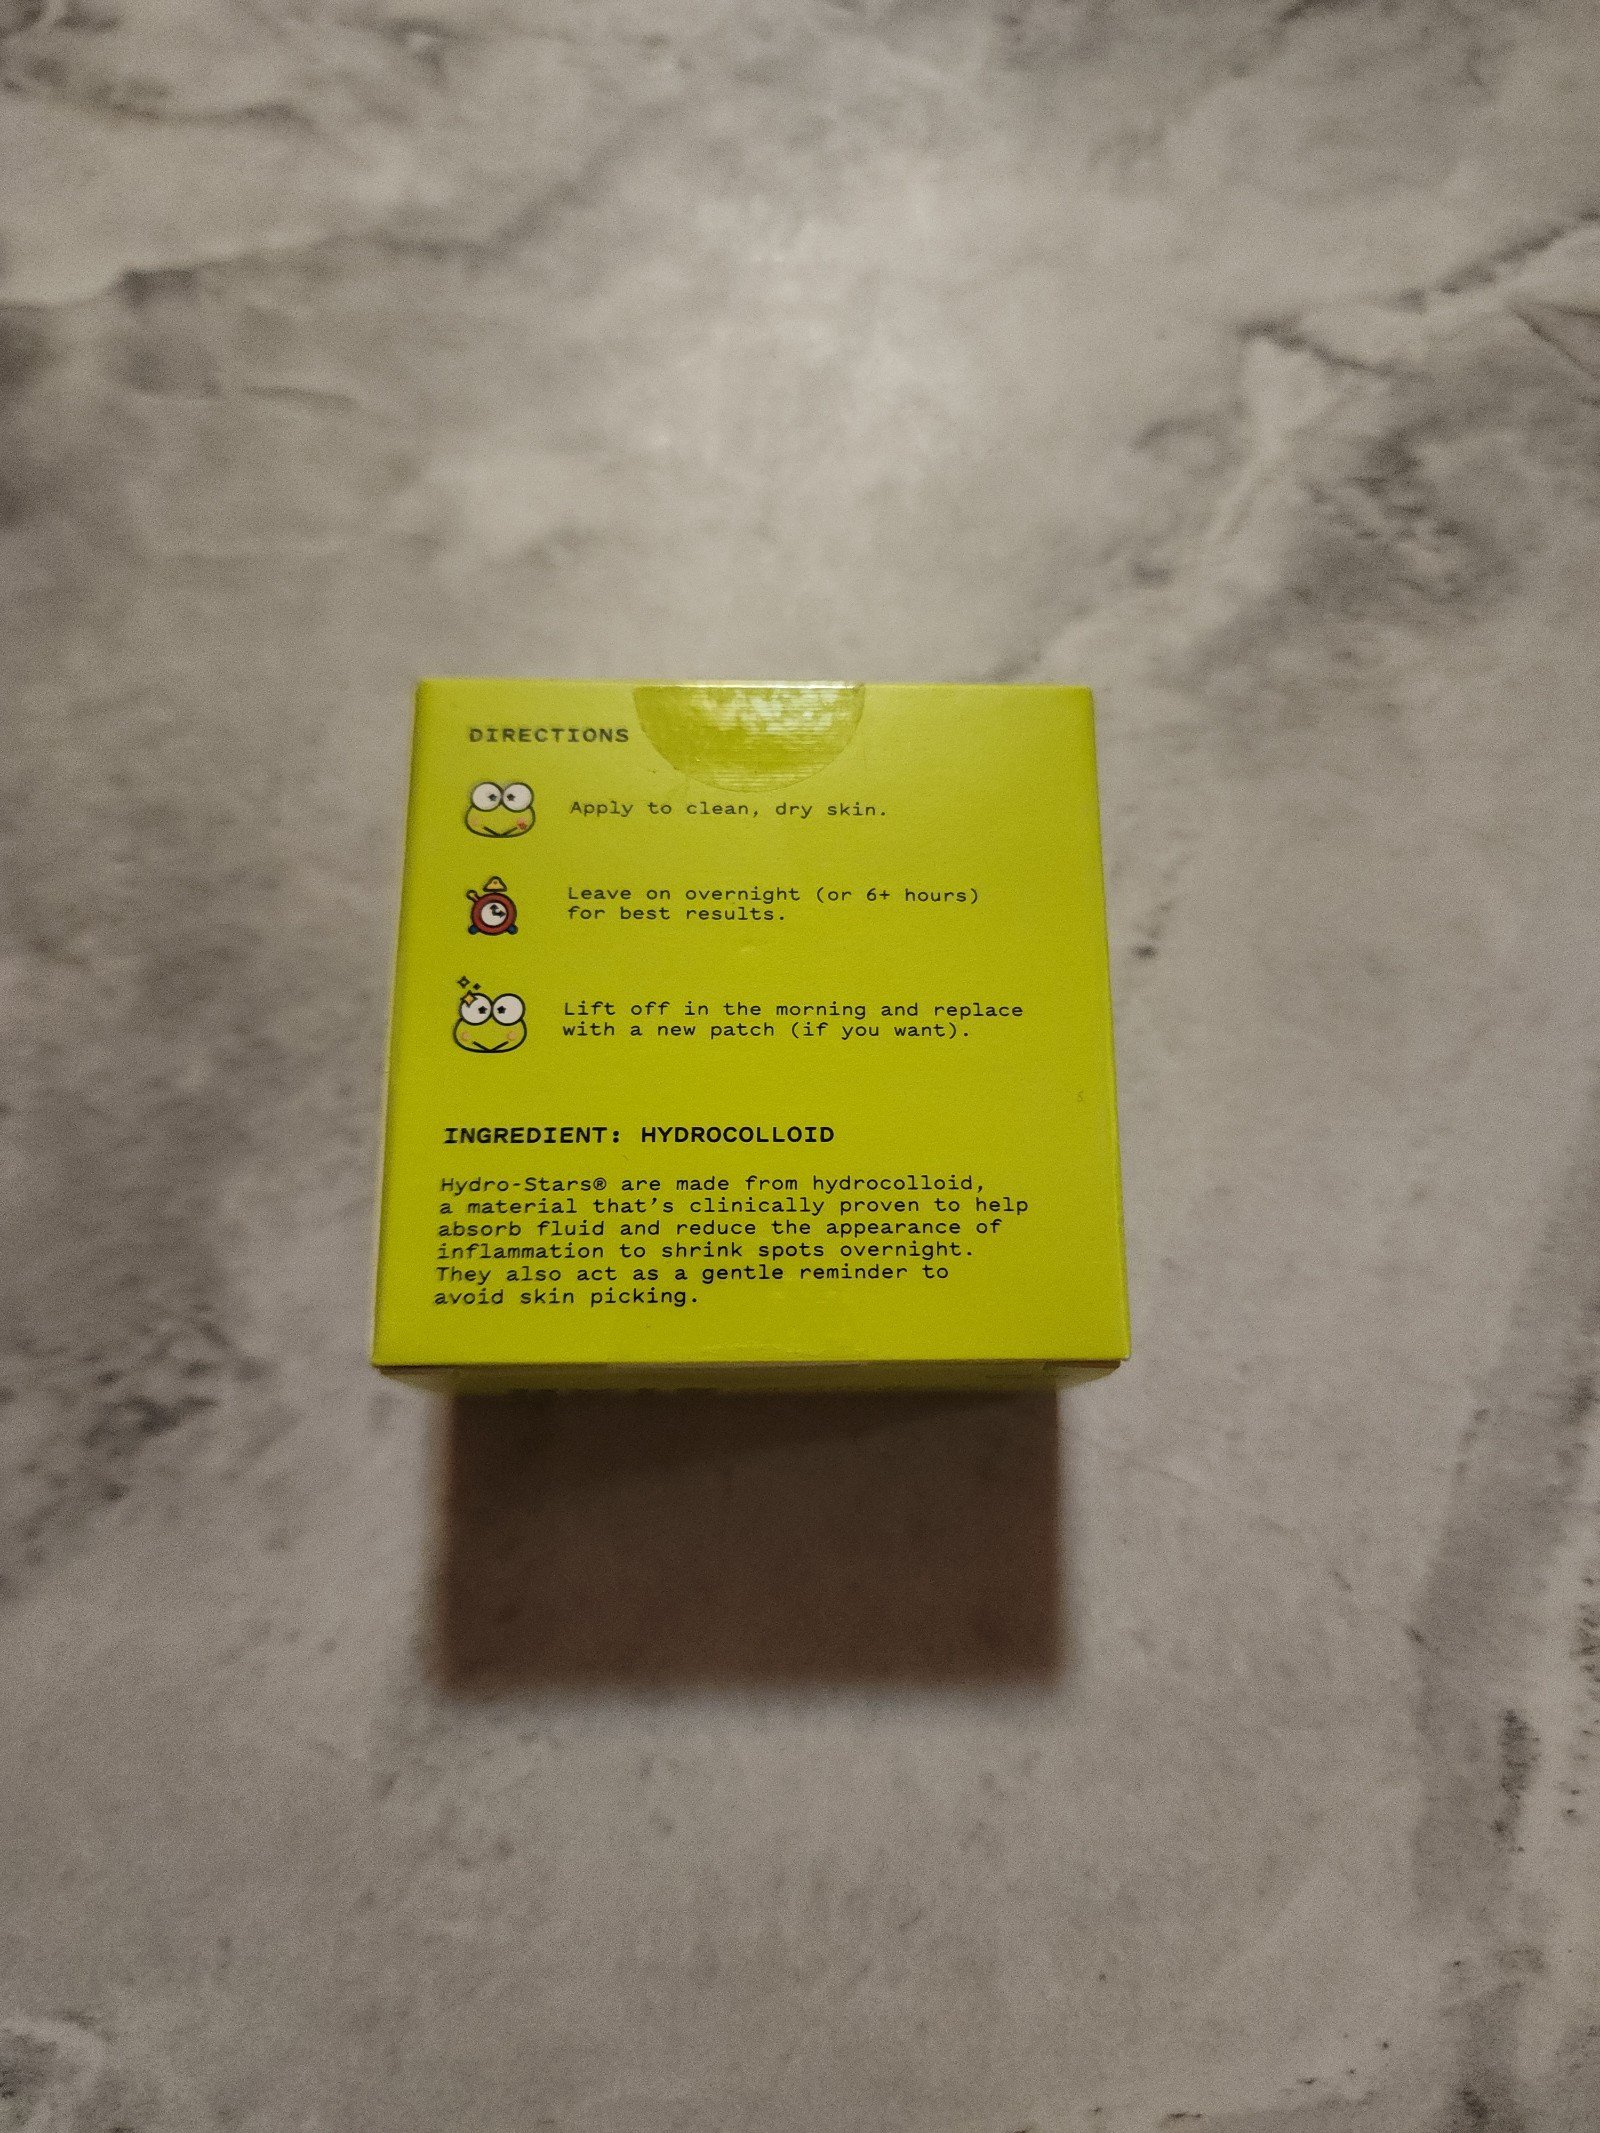 DIRECTIONS
Apply to clean, dry skin.
Leave on overnight (or 6+ hours)
for best results.
Lift off in the morning and replace
with a new patch (if you want).
INGREDIENT: HYDROCOLLOID
Hydro-Stars® are made from hydrocolloid,
a material that’s clinically proven to help
absorb fluid and reduce the appearance of
inflammation to shrink spots overnight.
They also act as a gentle reminder to
avoid skin picking.